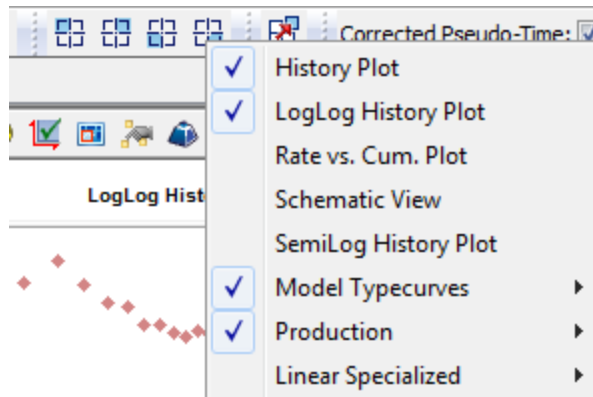 Corrected Pseudo-Time:
History Plot
LogLog History Plot
Rate vs. Cum. Plot
LogLog Hist
Schematic View
SemiLog History Plot
Model Typecurves
Production
Linear Specialized